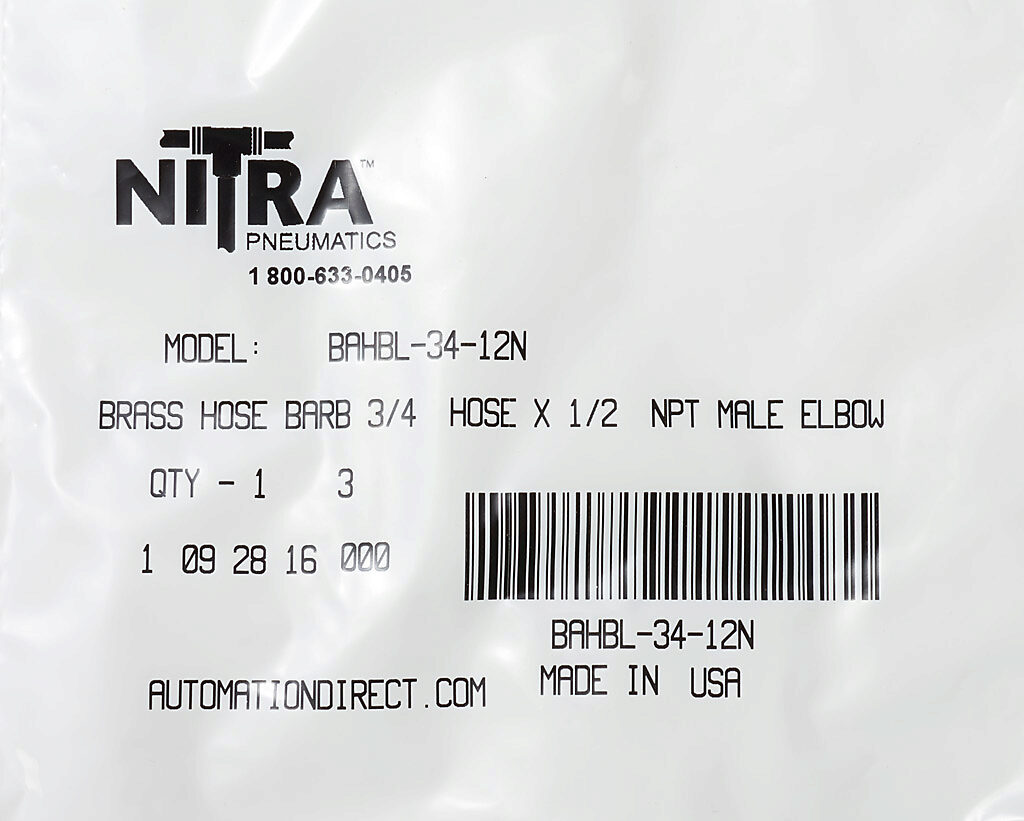 NITRA™
PNEUMATICS
1 800-633-0405
MODEL: BAHBL-34-12N
BRASS HOSE BARB 3/4 HOSE X 1/2 NPT MALE ELBOW
QTY - 1 3
1 09 28 16 000
BAHBL-34-12N
MADE IN USA
AUTOMATIONDIRECT.COM